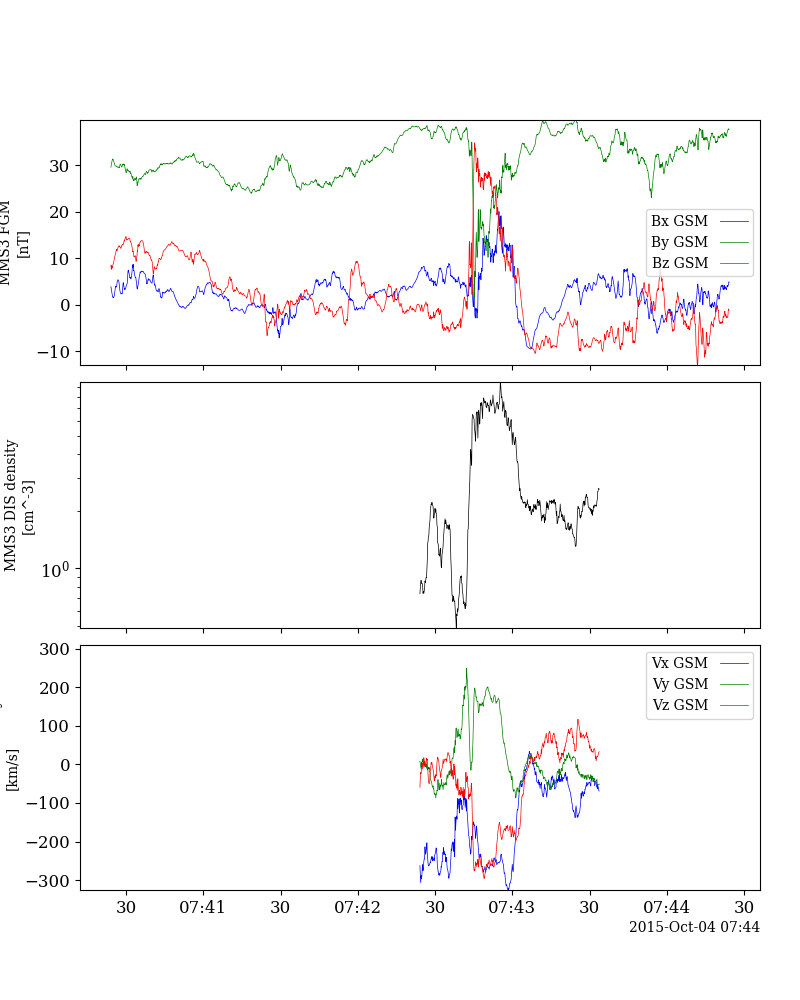 MMS3 FGM
[nT]
30
20
10
0
−10
Bx GSM
By GSM
Bz GSM
MMS3 DIS density
[cm^-3]
10^0
[km/s]
300
200
100
0
−100
−200
−300
Vx GSM
Vy GSM
Vz GSM
30 07:41 30 07:42 30 07:43 30 07:44 30
2015-Oct-04 07:44